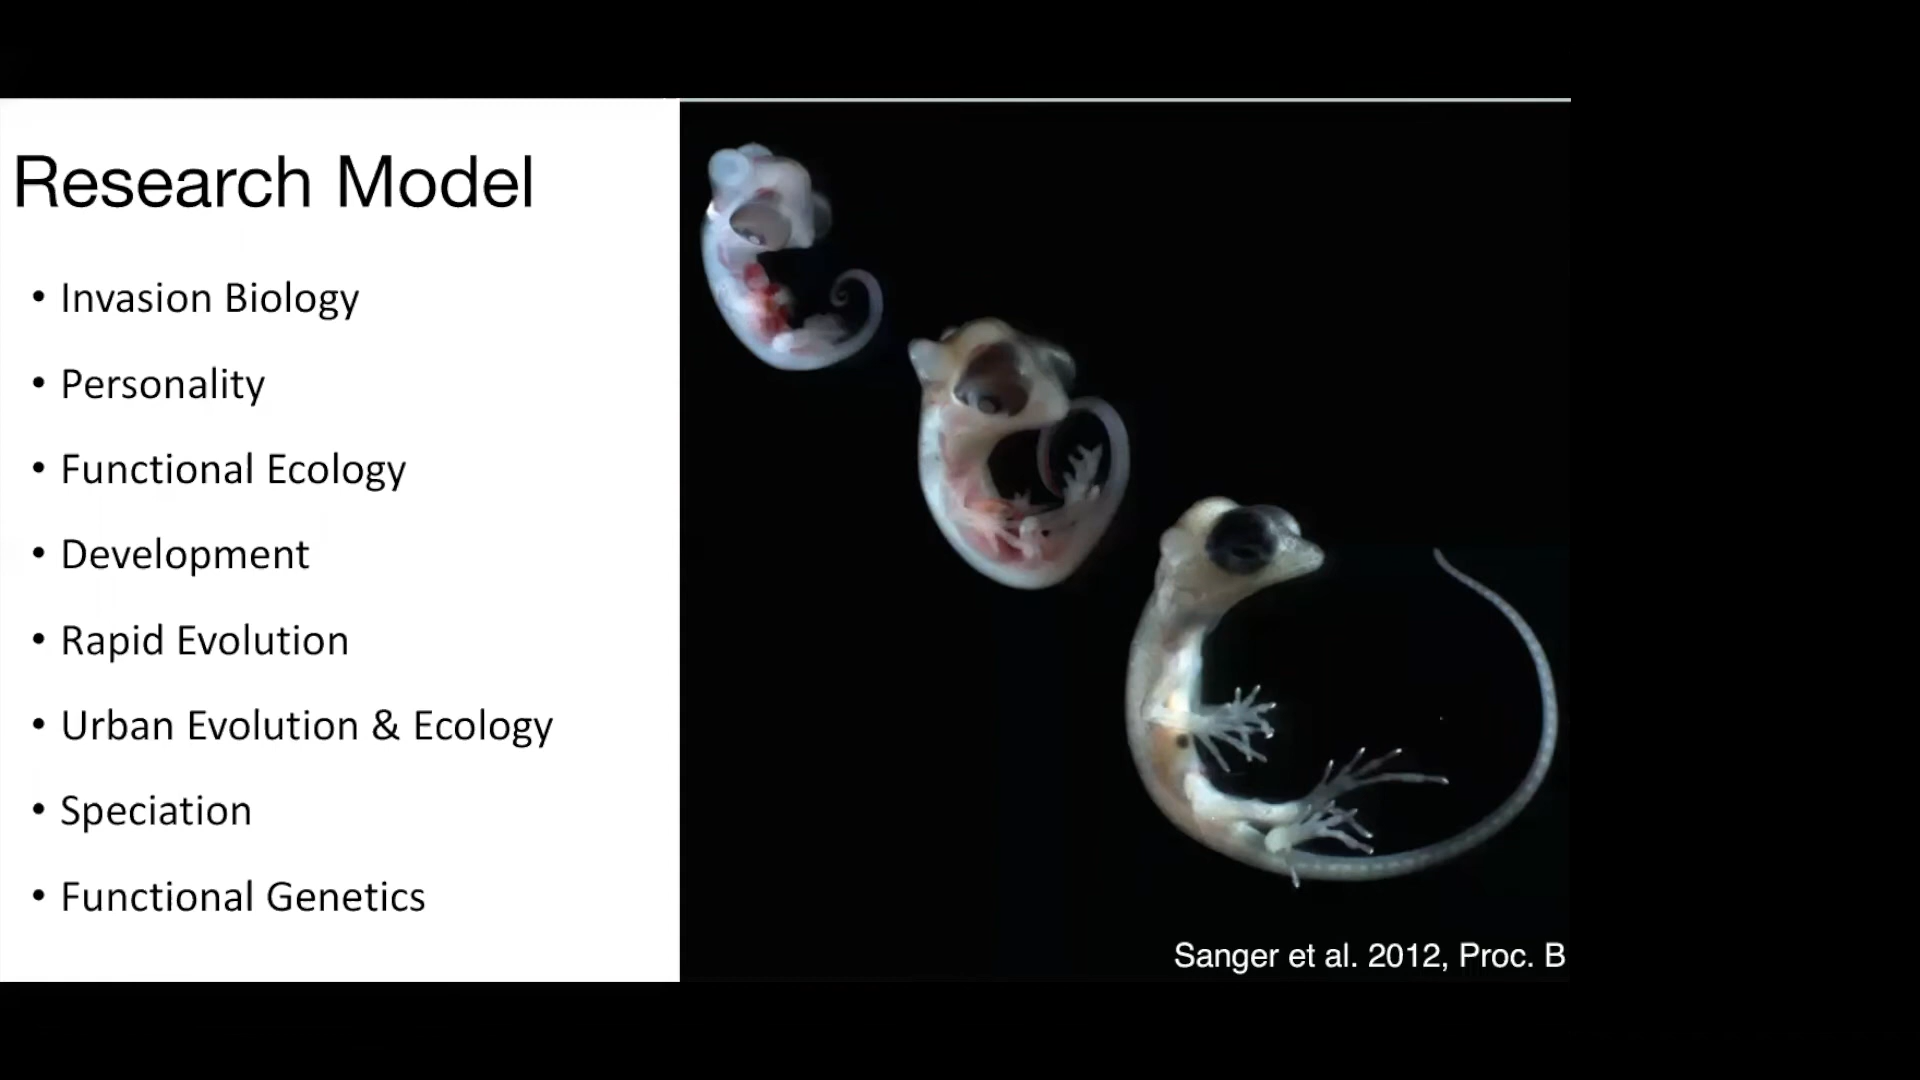 Research Model
• Invasion Biology
• Personality
• Functional Ecology
• Development
• Rapid Evolution
• Urban Evolution & Ecology
• Speciation
• Functional Genetics
Sanger et al. 2012, Proc. B